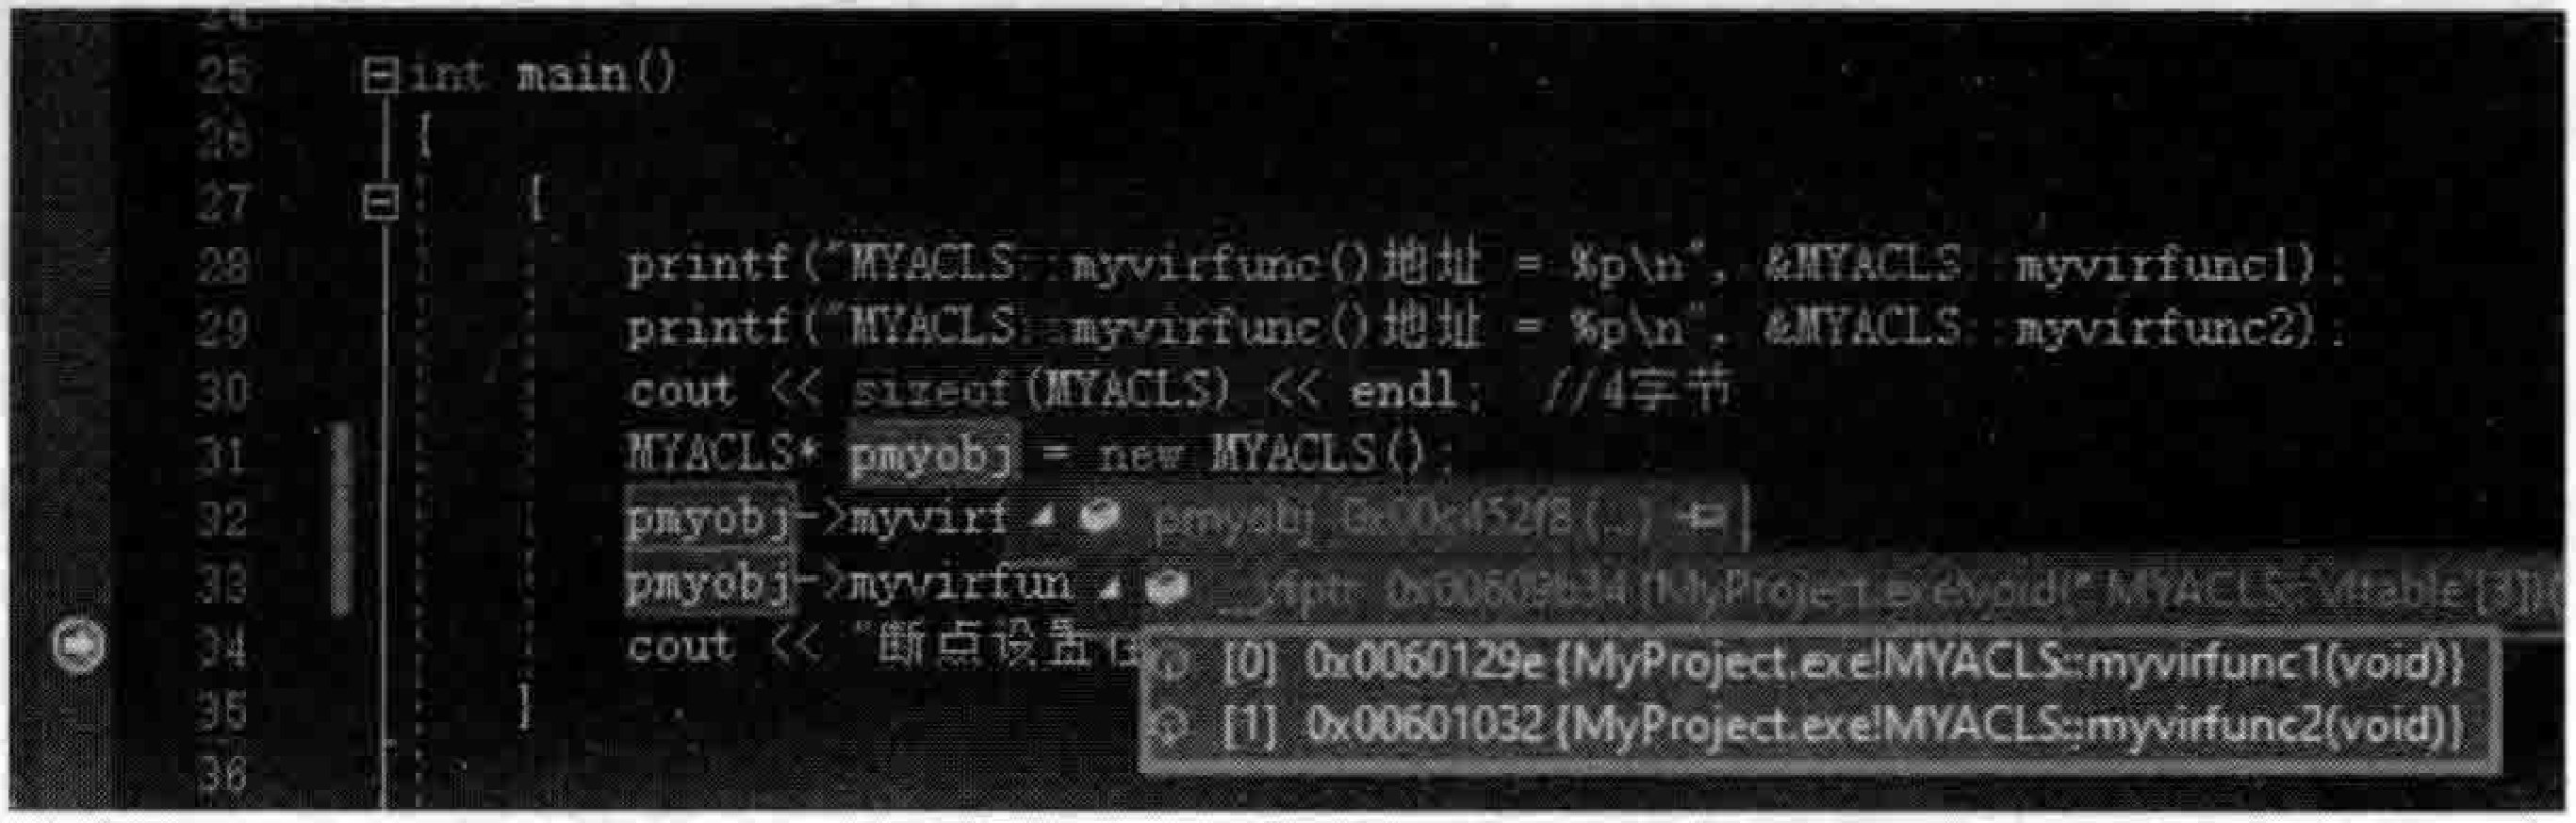 24
25 int main()
26 {
27 {
28 printf("MYACLS::myvirfunc()地址 = %p\n", &MYACLS::myvirfunc1);
29 printf("MYACLS::myvirfunc()地址 = %p\n", &MYACLS::myvirfunc2);
30 cout << sizeof(MYACLS) << endl; //4字节
31 MYACLS* pmyobj = new MYACLS();
32 pmyobj->myvirf pmyobj
33 pmyobj->myvirfun __vfptr {MyProject.exe!void(* MYACLS::`vftable'[3])()
34 cout << "断点设置在
[0] 0x0060129e {MyProject.exe!MYACLS::myvirfunc1(void)}
35 }
[1] 0x00601032 {MyProject.exe!MYACLS::myvirfunc2(void)}
36